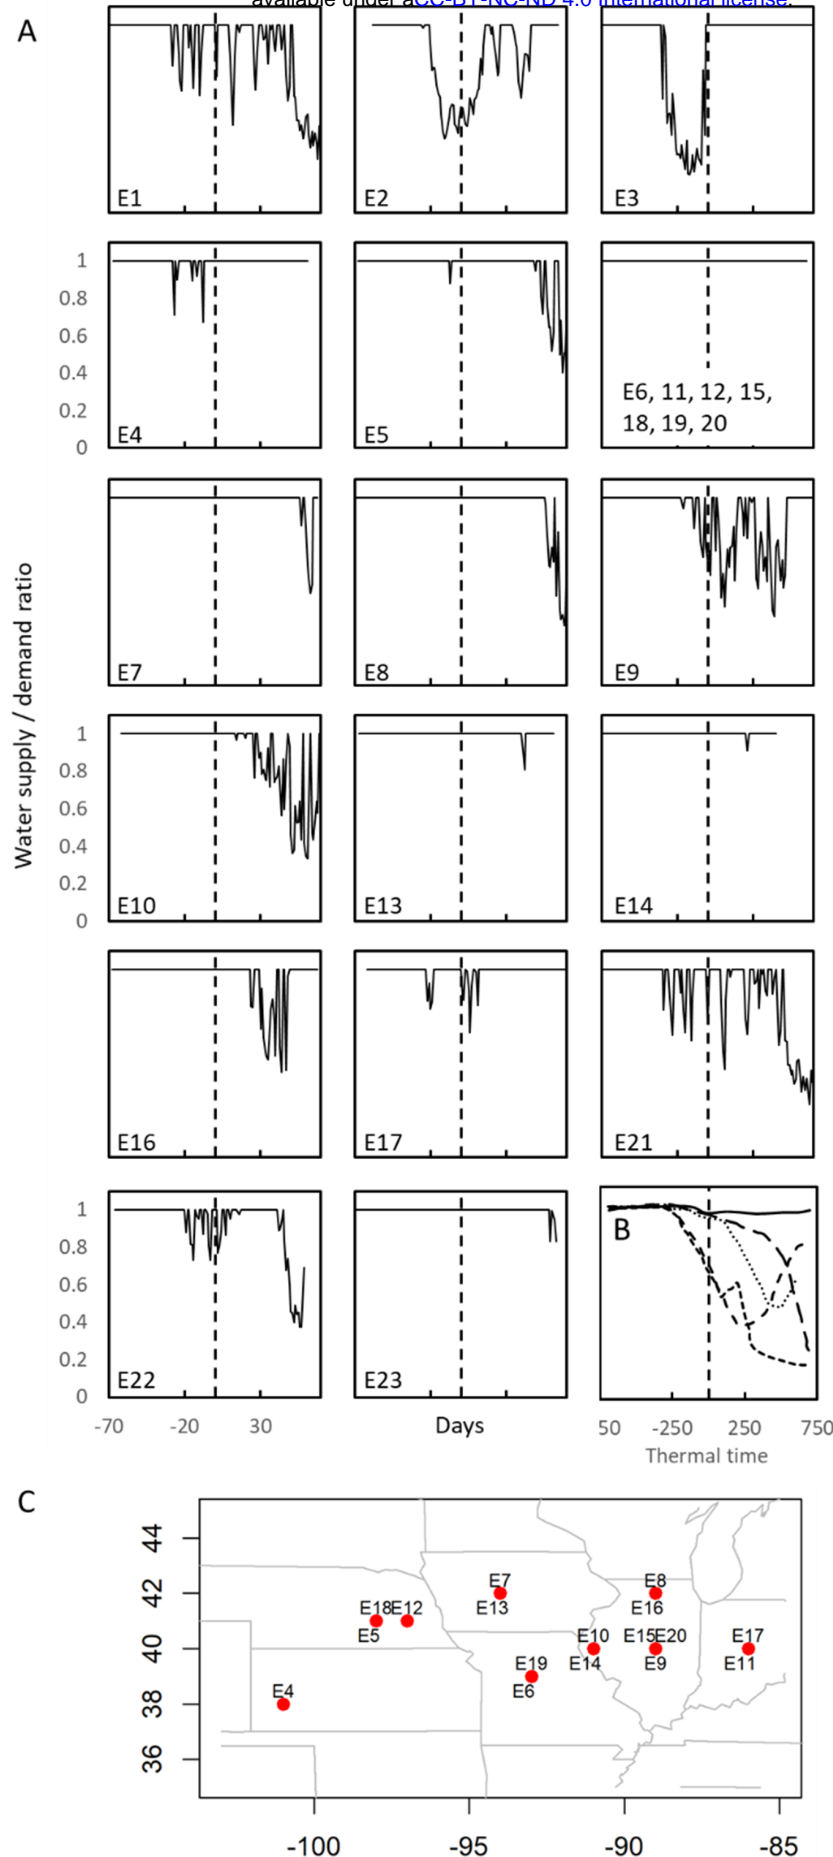 available under aCC-BY-NC-ND 4.0 International license.
A
E1
E2
E3
1
0.8
0.6
0.4
0.2
0
E4
E5
E6, 11, 12, 15,
18, 19, 20
E7
E8
E9
Water supply / demand ratio
1
0.8
0.6
0.4
0.2
0
E10
E13
E14
E16
E17
E21
1
0.8
0.6
0.4
0.2
0
E22
E23
B
-70 -20 30
Days
50 -250 250 750
Thermal time
C
44
42
40
38
36
E7
E13
E8
E16
E18 E12
E5
E10
E14
E15 E20
E9
E17
E11
E19
E6
E4
-100 -95 -90 -85